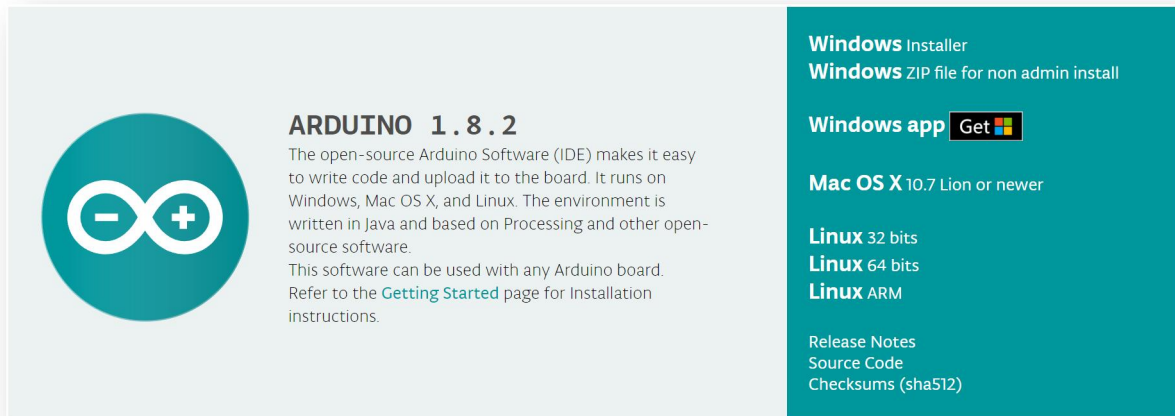 ARDUINO 1.8.2
The open-source Arduino Software (IDE) makes it easy
to write code and upload it to the board. It runs on
Windows, Mac OS X, and Linux. The environment is
written in Java and based on Processing and other open-
source software.
This software can be used with any Arduino board.
Refer to the Getting Started page for Installation
instructions.
Windows Installer
Windows ZIP file for non admin install
Windows app Get
Mac OS X 10.7 Lion or newer
Linux 32 bits
Linux 64 bits
Linux ARM
Release Notes
Source Code
Checksums (sha512)